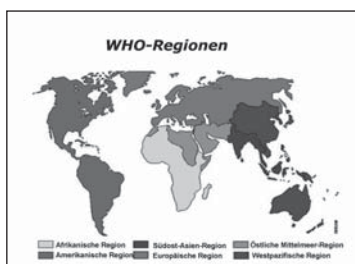 WHO-Regionen
Afrikanische Region Südost-Asien-Region Östliche Mittelmeer-Region
Amerikanische Region Europäische Region Westpazifische Region